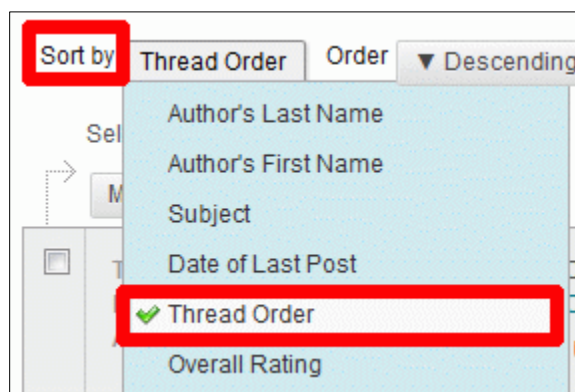 Sort by Thread Order Order ▼ Descending
Author's Last Name
Sel
Author's First Name
M
Subject
Date of Last Post
Thread Order
Overall Rating